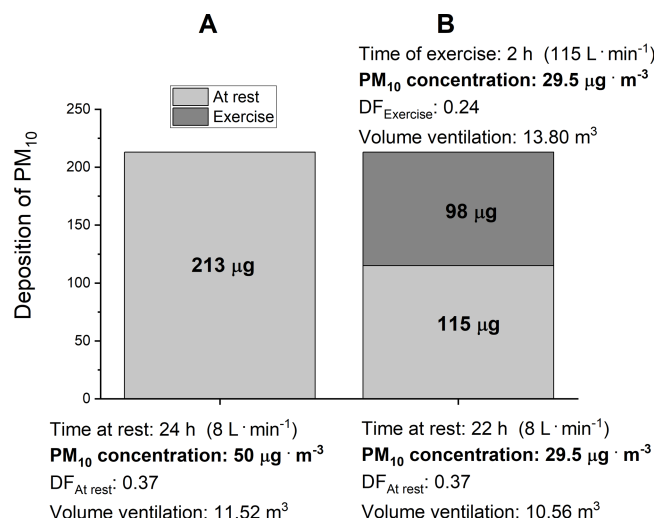 A
B
Time of exercise: 2 h (115 L · min⁻¹)
PM₁₀ concentration: 29.5 µg · m⁻³
DF_Exercise: 0.24
Volume ventilation: 13.80 m³
At rest
Exercise
Deposition of PM₁₀
250
200
150
100
50
0
213 µg
98 µg
115 µg
Time at rest: 24 h (8 L · min⁻¹)
PM₁₀ concentration: 50 µg · m⁻³
DF_At rest: 0.37
Volume ventilation: 11.52 m³
Time at rest: 22 h (8 L · min⁻¹)
PM₁₀ concentration: 29.5 µg · m⁻³
DF_At rest: 0.37
Volume ventilation: 10.56 m³